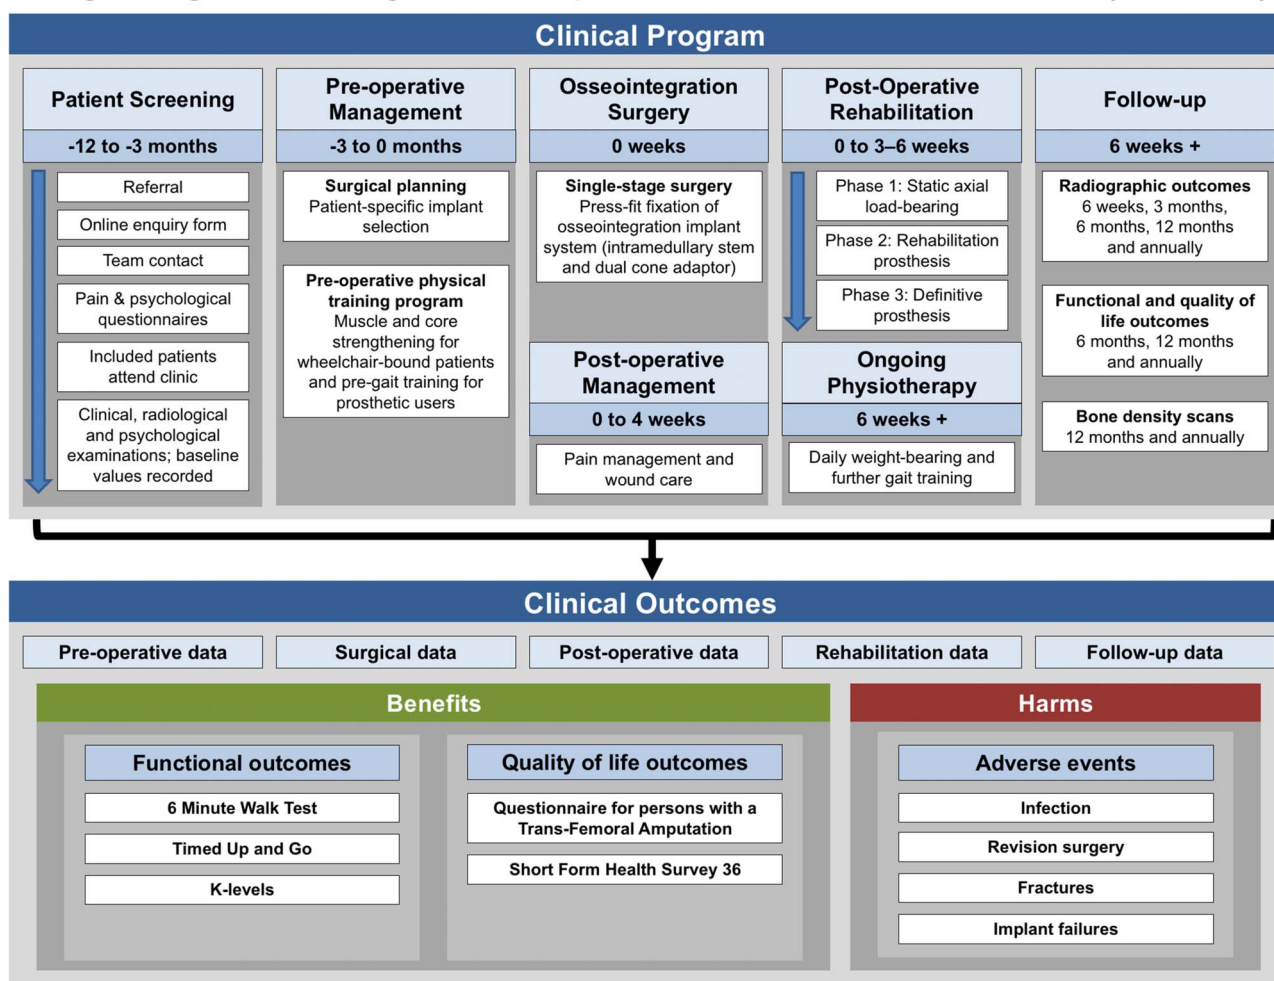 Clinical Program
Patient Screening
-12 to -3 months
Referral
Online enquiry form
Team contact
Pain & psychological
questionnaires
Included patients
attend clinic
Clinical, radiological
and psychological
examinations; baseline
values recorded
Pre-operative
Management
-3 to 0 months
Surgical planning
Patient-specific implant
selection
Pre-operative physical
training program
Muscle and core
strengthening for
wheelchair-bound patients
and pre-gait training for
prosthetic users
Osseointegration
Surgery
0 weeks
Single-stage surgery
Press-fit fixation of
osseointegration implant
system (intramedullary stem
and dual cone adaptor)
Post-operative
Management
0 to 4 weeks
Pain management and
wound care
Post-Operative
Rehabilitation
0 to 3–6 weeks
Phase 1: Static axial
load-bearing
Phase 2: Rehabilitation
prosthesis
Phase 3: Definitive
prosthesis
Ongoing
Physiotherapy
6 weeks +
Daily weight-bearing and
further gait training
Follow-up
6 weeks +
Radiographic outcomes
6 weeks, 3 months,
6 months, 12 months
and annually
Functional and quality of
life outcomes
6 months, 12 months
and annually
Bone density scans
12 months and annually
Clinical Outcomes
Pre-operative data
Surgical data
Post-operative data
Rehabilitation data
Follow-up data
Benefits
Functional outcomes
6 Minute Walk Test
Timed Up and Go
K-levels
Quality of life outcomes
Questionnaire for persons with a
Trans-Femoral Amputation
Short Form Health Survey 36
Harms
Adverse events
Infection
Revision surgery
Fractures
Implant failures